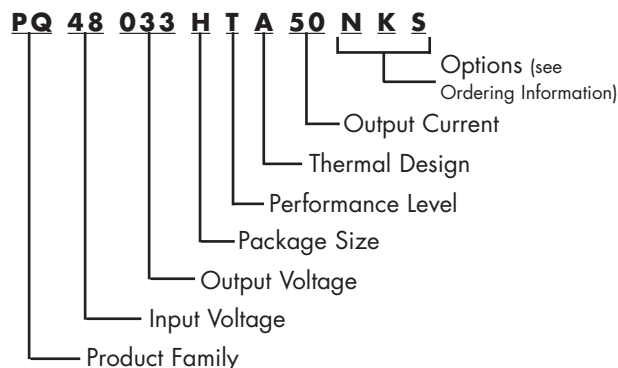 PQ 48 033 H T A 50 N K S
Options (see
Ordering Information)
Output Current
Thermal Design
Performance Level
Package Size
Output Voltage
Input Voltage
Product Family